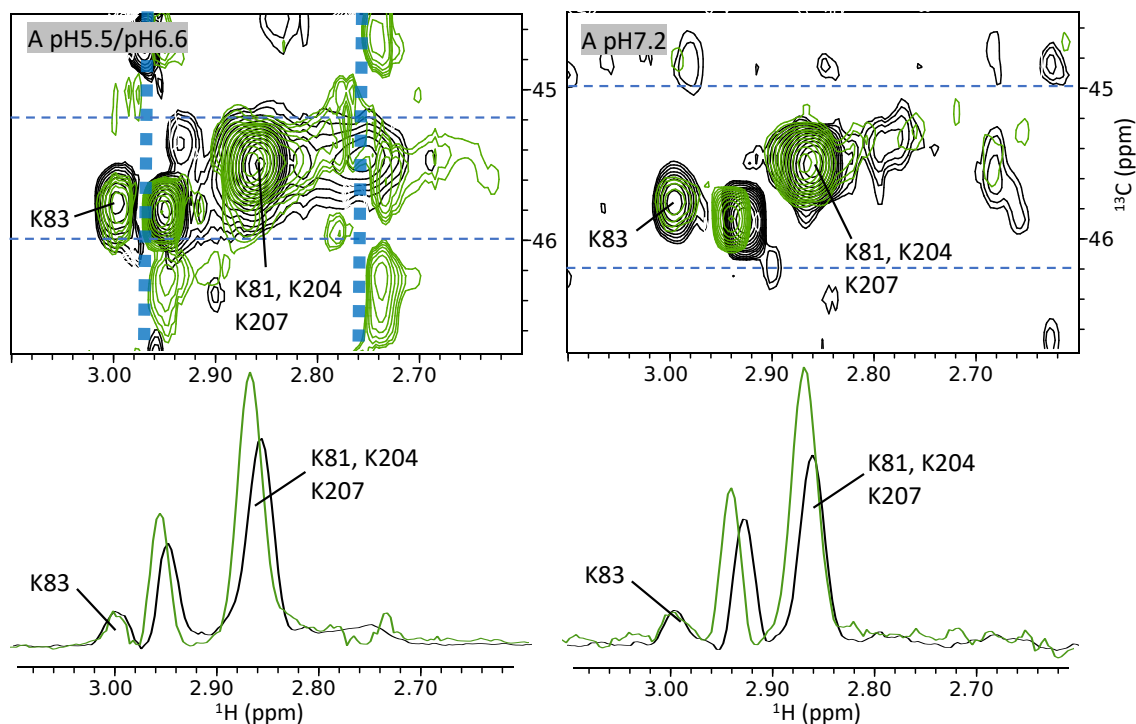 A pH5.5/pH6.6
K83
K81, K204
K207
45
46
3.00
2.90
2.80
2.70
A pH7.2
K83
K81, K204
K207
45
46
¹³C (ppm)
3.00
2.90
2.80
2.70
K83
K81, K204
K207
3.00
2.90
2.80
2.70
¹H (ppm)
K83
K81, K204
K207
3.00
2.90
2.80
2.70
¹H (ppm)